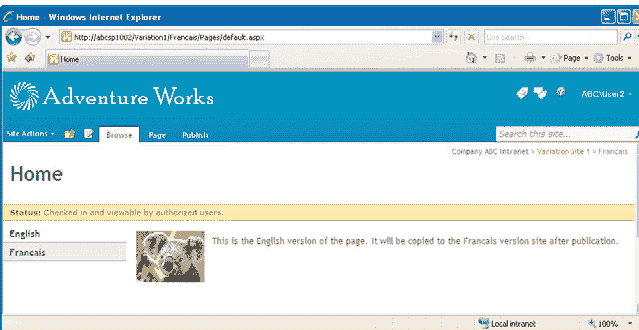 Home - Windows Internet Explorer
http://abcsp1002/Variation1/Francais/Pages/default.aspx
Live Search
Home
Page
Tools
Adventure Works
ABC\User2
Site Actions
Browse
Page
Publish
Search this site...
Company ABC Intranet > Variation Site 1 > Francais
Home
Status: Checked in and viewable by authorized users.
English
Francais
This is the English version of the page. It will be copied to the Francais version site after publication.
Local intranet
100%